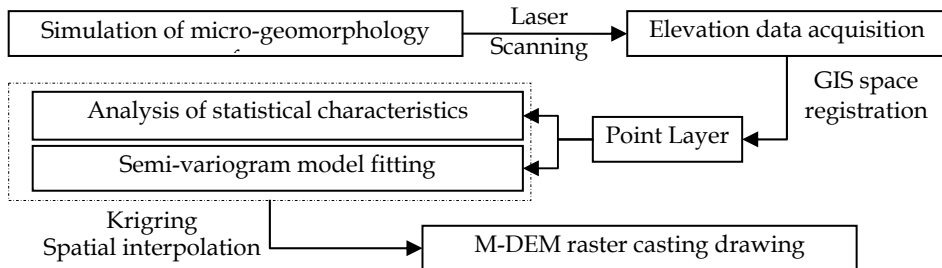 Simulation of micro-geomorphology
Laser
Scanning
Elevation data acquisition
GIS space
registration
Point Layer
Analysis of statistical characteristics
Semi-variogram model fitting
Krigring
Spatial interpolation
M-DEM raster casting drawing